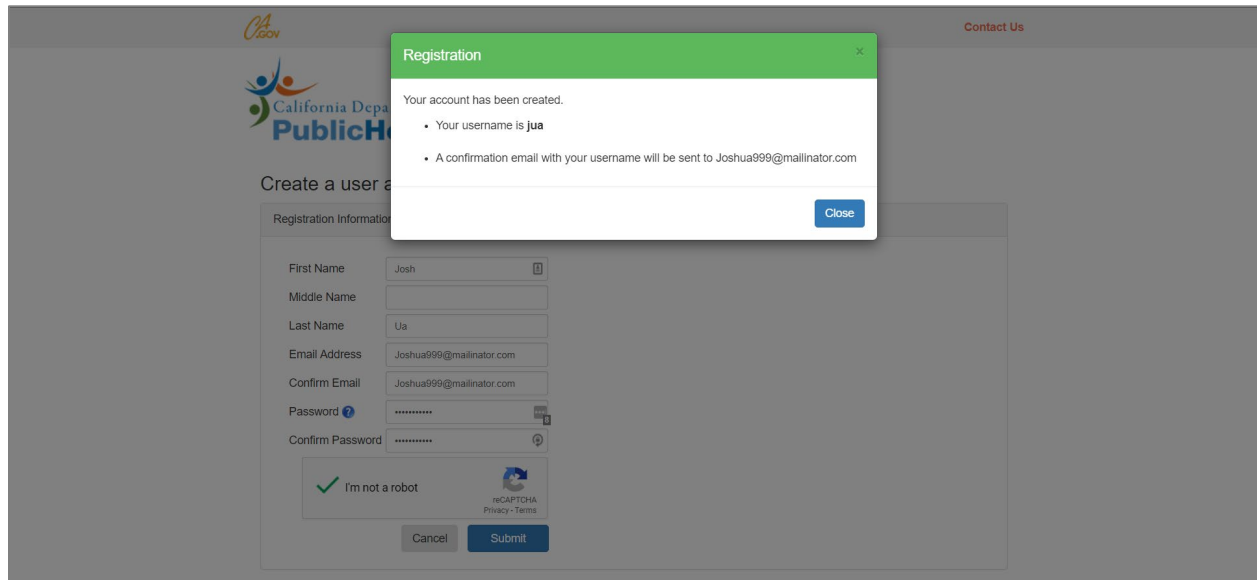 CA.GOV
Contact Us
Registration
×
Your account has been created.
• Your username is jua
• A confirmation email with your username will be sent to Joshua999@mailinator.com
Close
California Depa
PublicH
Create a user a
Registration Information
First Name Josh
Middle Name
Last Name Ua
Email Address Joshua999@mailinator.com
Confirm Email Joshua999@mailinator.com
Password ? •••••••••••
Confirm Password •••••••••••
I'm not a robot
reCAPTCHA
Privacy - Terms
Cancel Submit